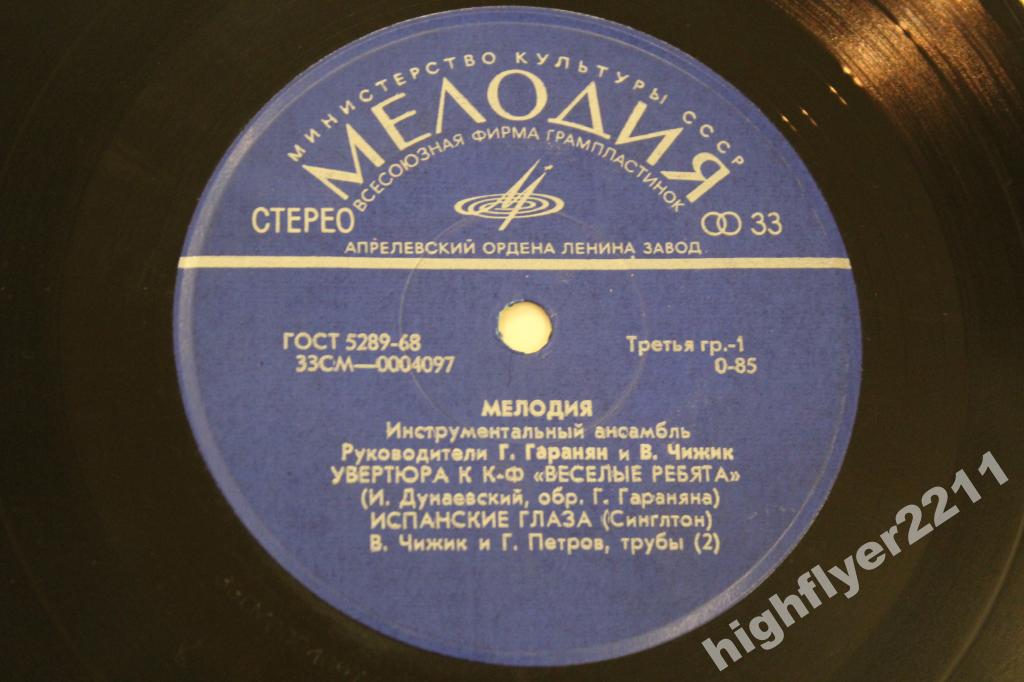 МИНИСТЕРСТВО КУЛЬТУРЫ СССР
МЕЛОДИЯ
ВСЕСОЮЗНАЯ ФИРМА ГРАМПЛАСТИНОК
СТЕРЕО
33
АПРЕЛЕВСКИЙ ОРДЕНА ЛЕНИНА ЗАВОД
ГОСТ 5289-68
Третья гр.-1
33СМ—0004097
0-85
МЕЛОДИЯ
Инструментальный ансамбль
Руководители Г. Гаранян и В. Чижик
УВЕРТЮРА К К-Ф «ВЕСЕЛЫЕ РЕБЯТА»
(И. Дунаевский, обр. Г. Гараняна)
ИСПАНСКИЕ ГЛАЗА (Синглтон)
В. Чижик и Г. Петров, трубы (2)
highflyer2211